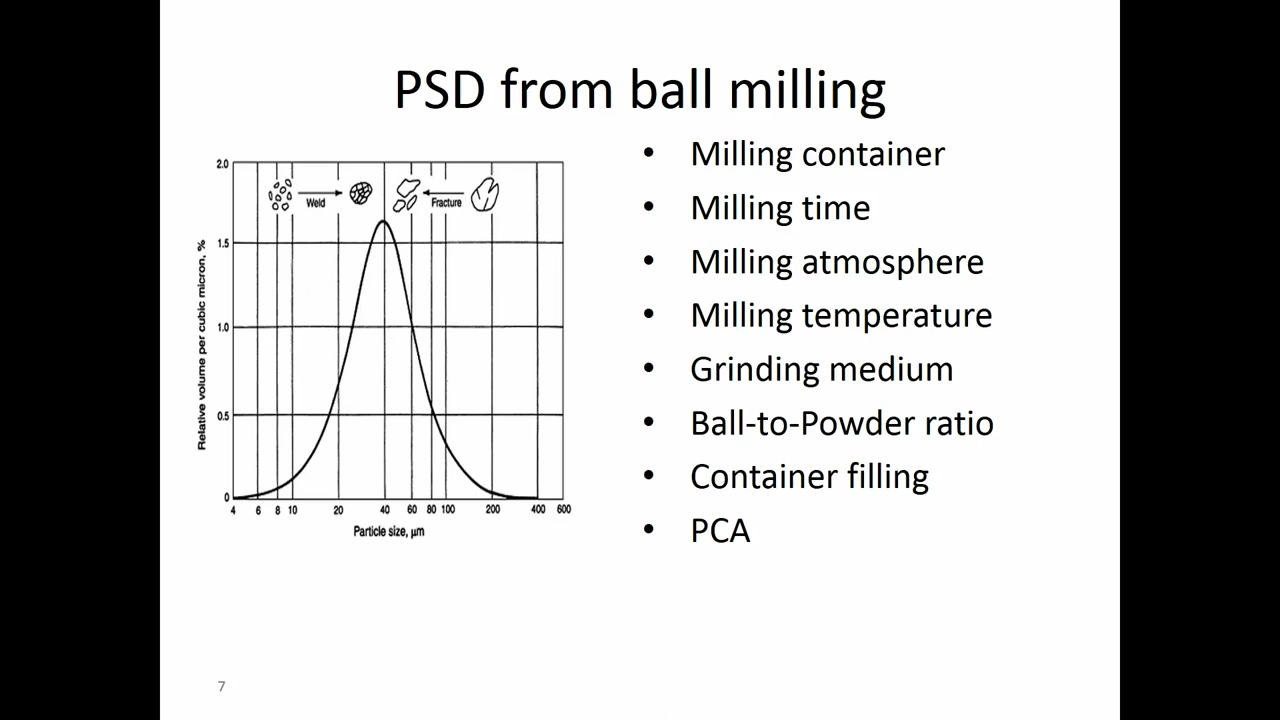 PSD from ball milling
2.0
1.5
1.0
0.5
0
Relative volume per cubic micron, %
Weld
Fracture
4 6 8 10 20 40 60 80 100 200 400 600
Particle size, µm
• Milling container
• Milling time
• Milling atmosphere
• Milling temperature
• Grinding medium
• Ball-to-Powder ratio
• Container filling
• PCA
7